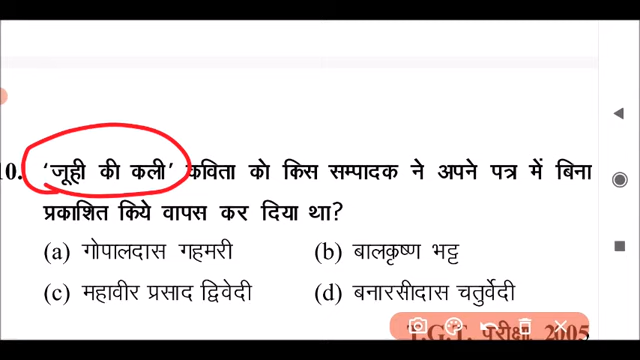 10. ‘जूही की कली’ कविता को किस सम्पादक ने अपने पत्र में बिना
प्रकाशित किये वापस कर दिया था?
(a) गोपालदास गहमरी (b) बालकृष्ण भट्ट
(c) महावीर प्रसाद द्विवेदी (d) बनारसीदास चतुर्वेदी
T.G.T. परीक्षा, 2005